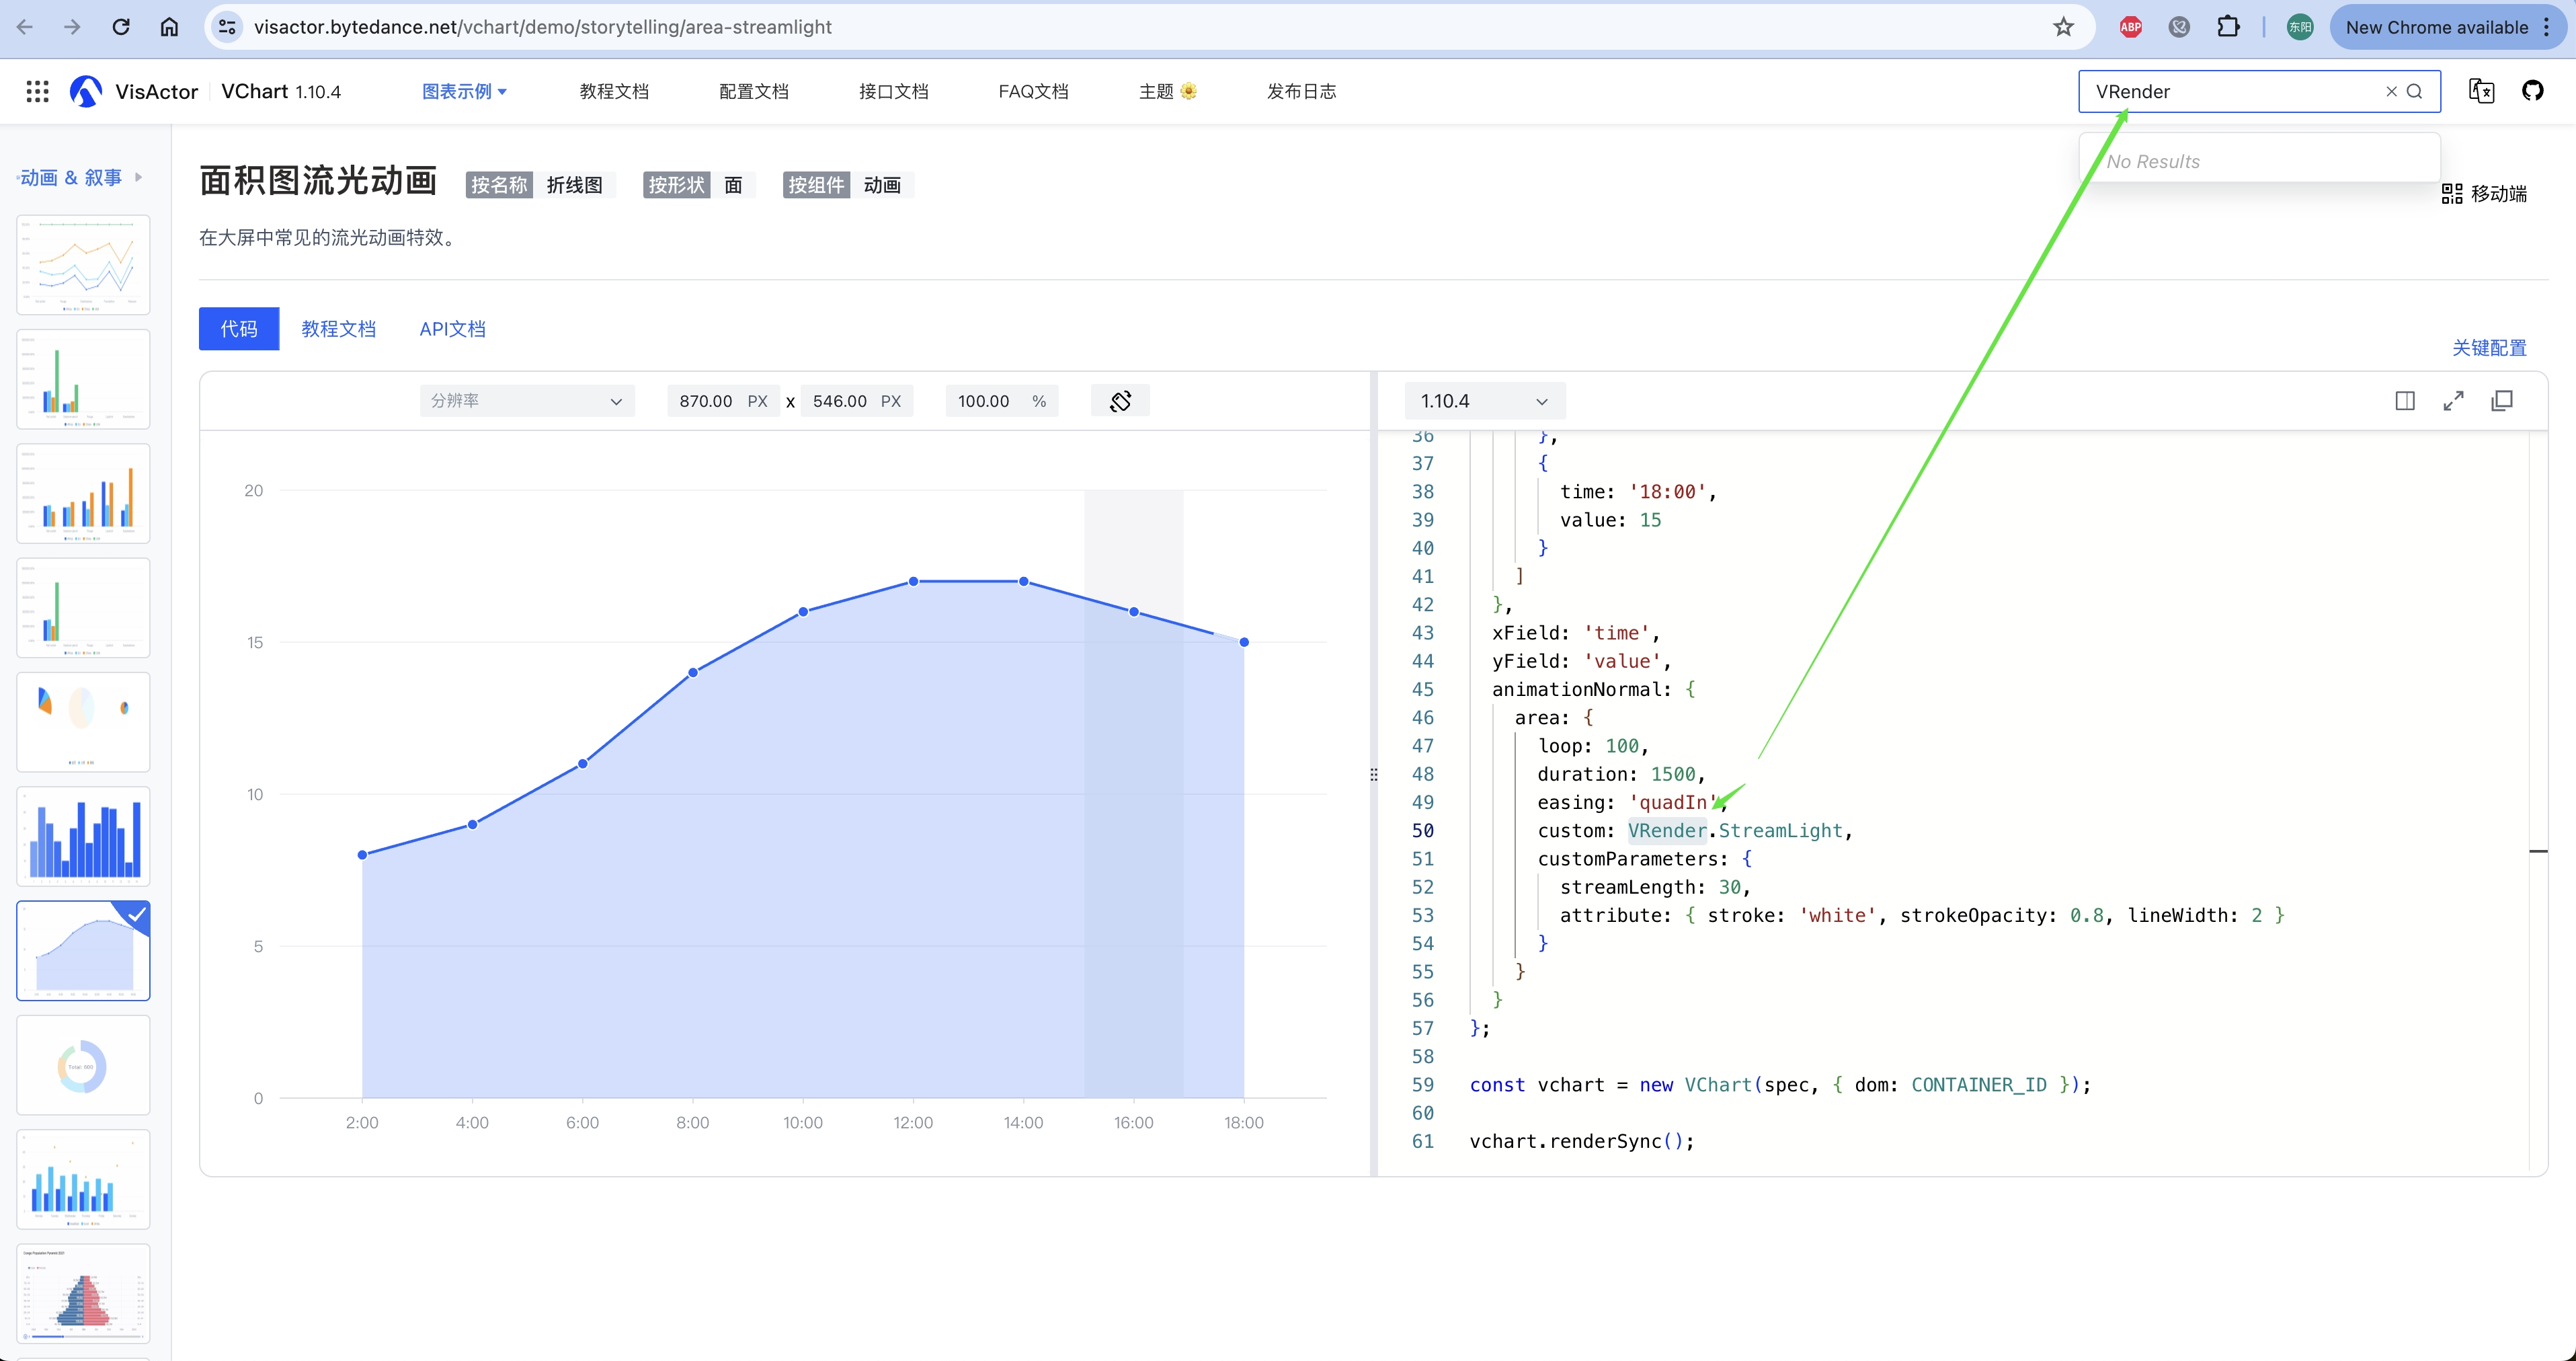 visactor.bytedance.net/vchart/demo/storytelling/area-streamlight
ABP
东阳
New Chrome available
VisActor
VChart 1.10.4
图表示例
教程文档
配置文档
接口文档
FAQ文档
主题
发布日志
VRender
No Results
动画 & 叙事
面积图流光动画
按名称 折线图
按形状 面
按组件 动画
移动端
在大屏中常见的流光动画特效。
代码
教程文档
API文档
关键配置
分辨率
870.00 PX x 546.00 PX
100.00 %
1.10.4
20
15
10
5
0
2:00
4:00
6:00
8:00
10:00
12:00
14:00
16:00
18:00
36 },
37 {
38 time: '18:00',
39 value: 15
40 }
41 ]
42 },
43 xField: 'time',
44 yField: 'value',
45 animationNormal: {
46 area: {
47 loop: 100,
48 duration: 1500,
49 easing: 'quadIn',
50 custom: VRender.StreamLight,
51 customParameters: {
52 streamLength: 30,
53 attribute: { stroke: 'white', strokeOpacity: 0.8, lineWidth: 2 }
54 }
55 }
56 }
57 };
58
59 const vchart = new VChart(spec, { dom: CONTAINER_ID });
60
61 vchart.renderSync();